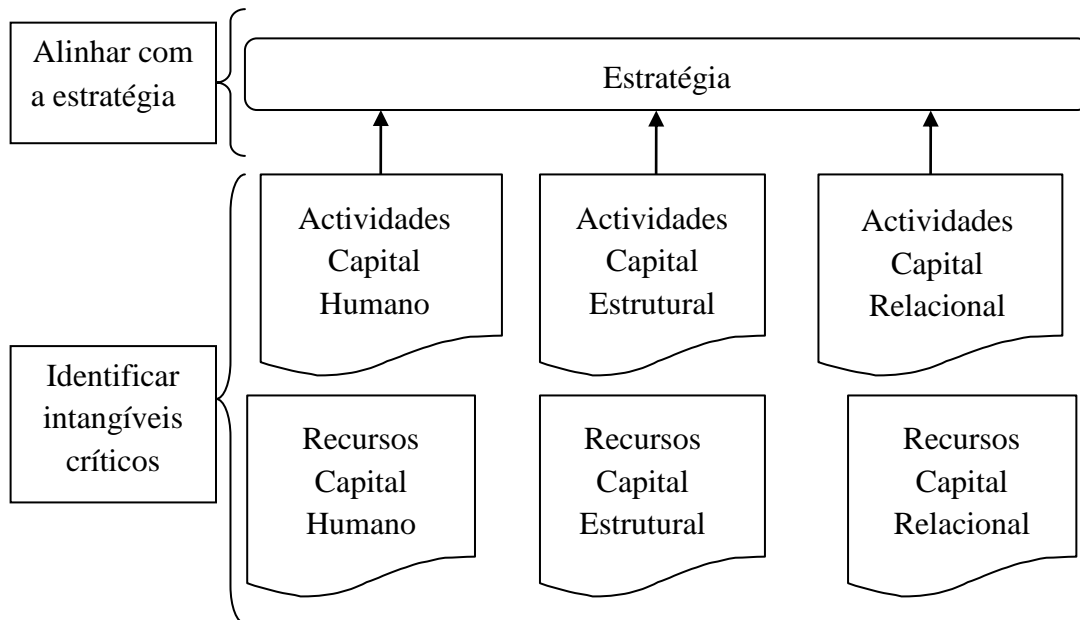 Alinhar com
a estratégia
Estratégia
Actividades
Capital
Humano
Actividades
Capital
Estrutural
Actividades
Capital
Relacional
Identificar
intangíveis
críticos
Recursos
Capital
Humano
Recursos
Capital
Estrutural
Recursos
Capital
Relacional